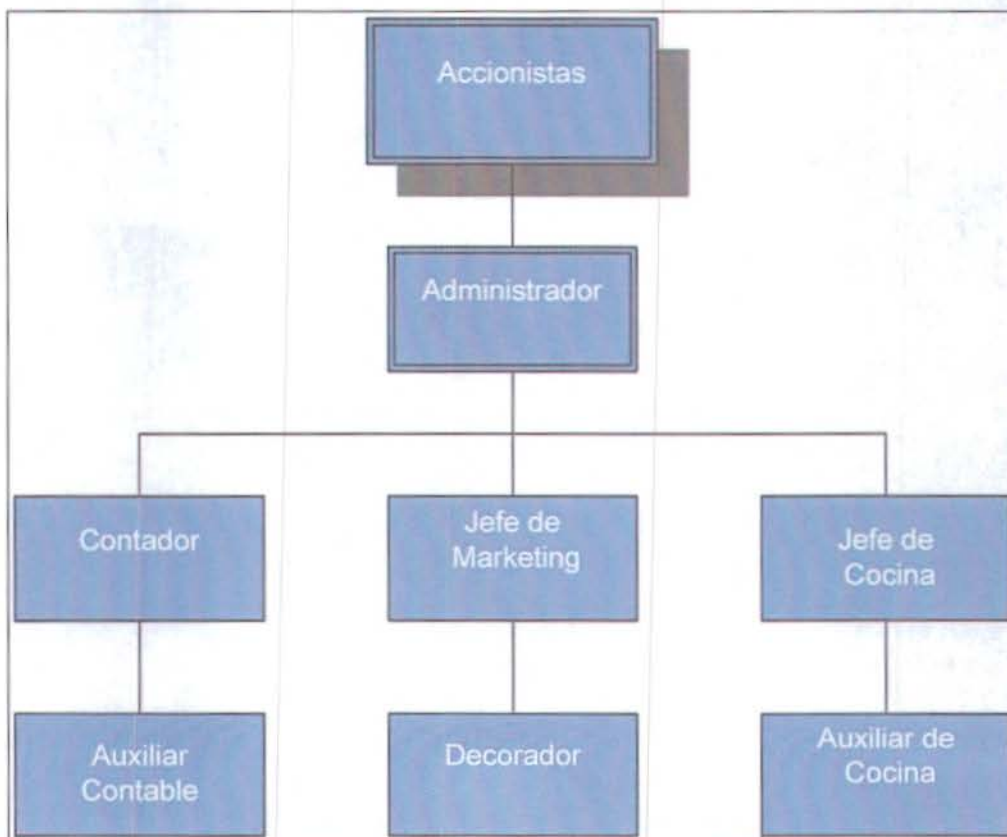 Accionistas
Administrador
Contador
Jefe de
Marketing
Jefe de
Cocina
Auxiliar
Contable
Decorador
Auxiliar de
Cocina